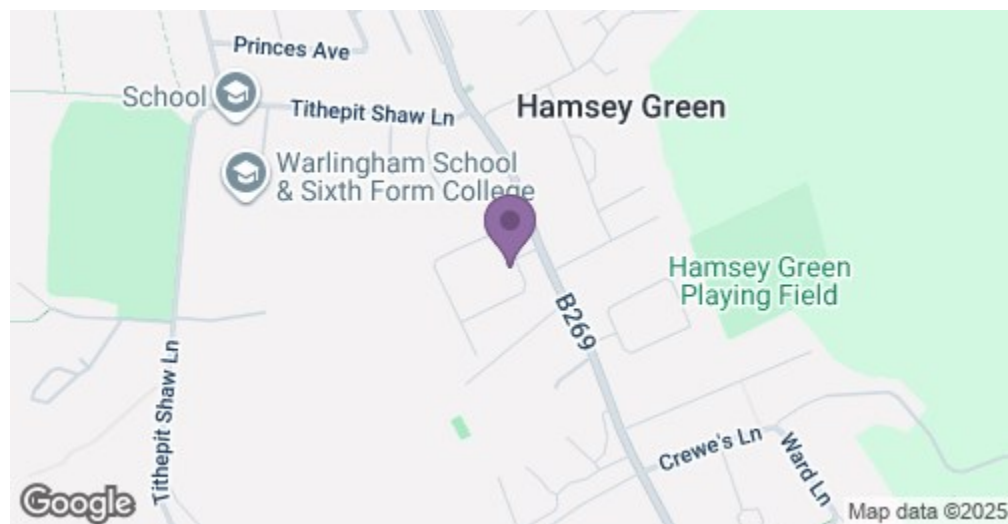 Princes Ave
School
Tithepit Shaw Ln
Hamsey Green
Warlingham School
& Sixth Form College
Hamsey Green
Playing Field
B269
Tithepit Shaw Ln
Crewe's Ln
Ward Ln
Google
Map data ©2025